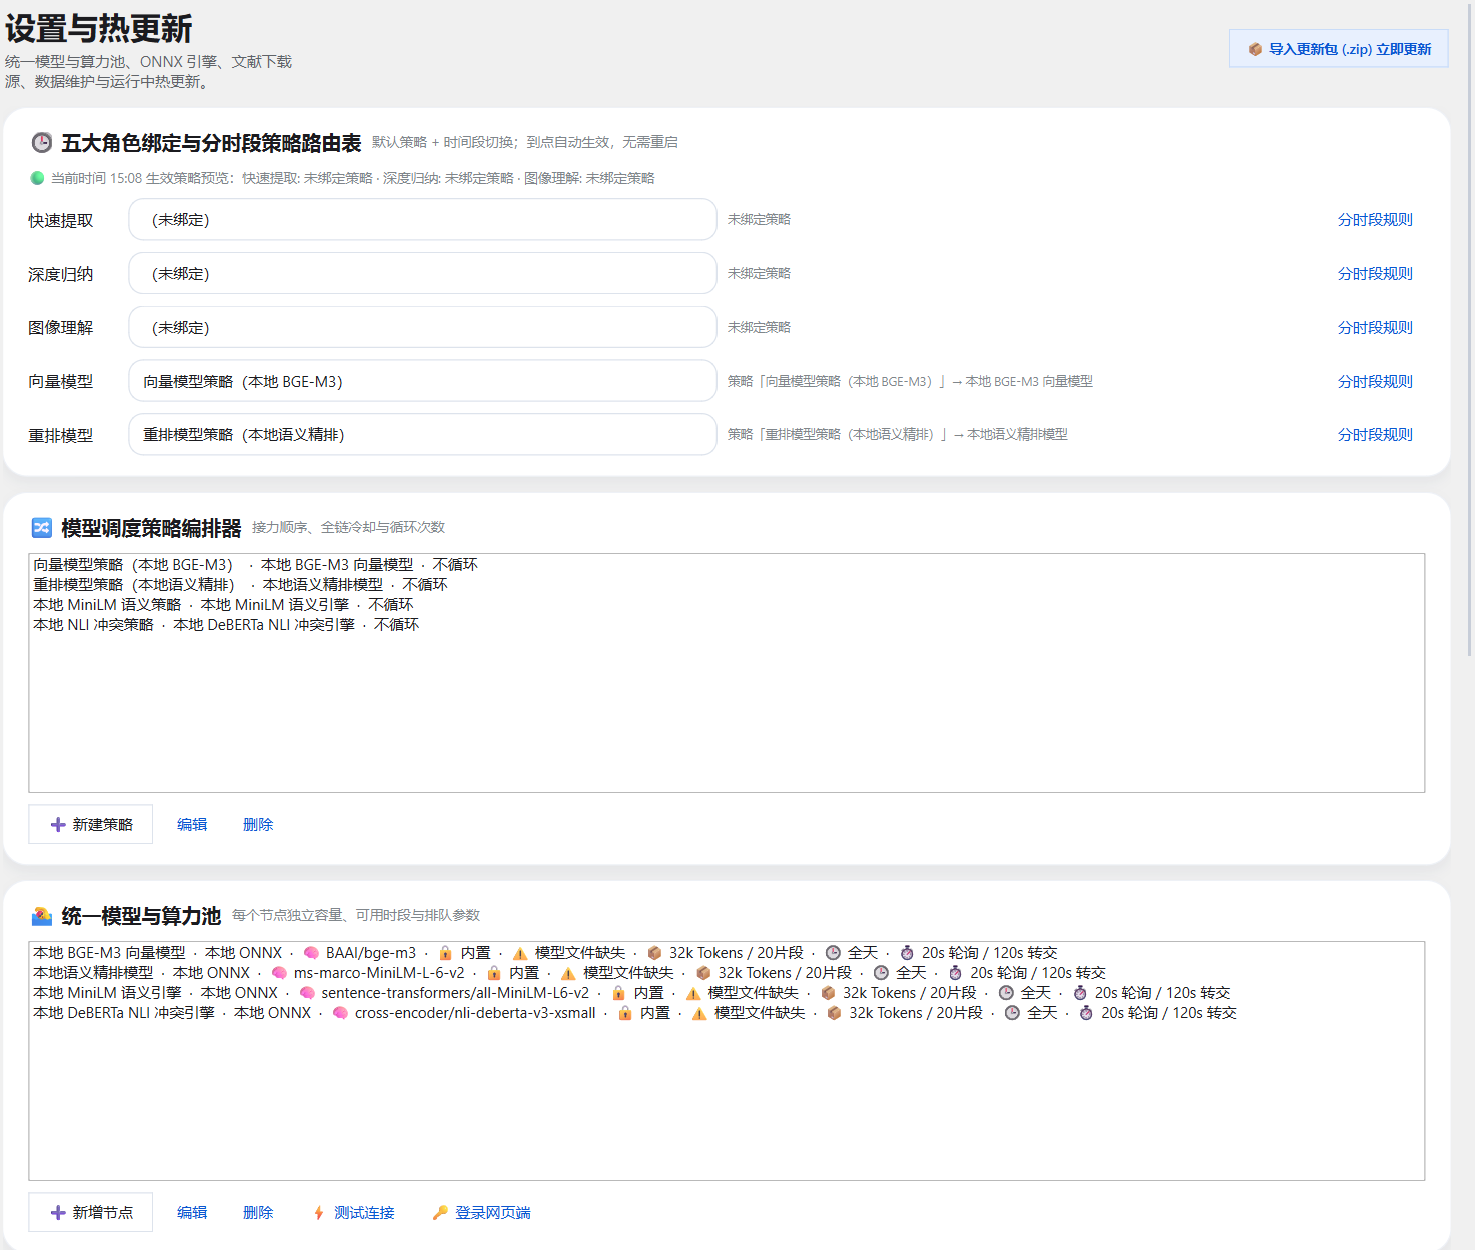 设置与热更新
统一模型与算力池、ONNX 引擎、文献下载
源、数据维护与运行中热更新。
📦 导入更新包 (.zip) 立即更新
🕒 五大角色绑定与分时段策略路由表 默认策略 + 时间段切换；到点自动生效，无需重启
🟢 当前时间 15:08 生效策略预览：快速提取: 未绑定策略 · 深度归纳: 未绑定策略 · 图像理解: 未绑定策略
快速提取 （未绑定） 未绑定策略 分时段规则
深度归纳 （未绑定） 未绑定策略 分时段规则
图像理解 （未绑定） 未绑定策略 分时段规则
向量模型 向量模型策略（本地 BGE-M3） 策略「向量模型策略（本地 BGE-M3）」→ 本地 BGE-M3 向量模型 分时段规则
重排模型 重排模型策略（本地语义精排） 策略「重排模型策略（本地语义精排）」→ 本地语义精排模型 分时段规则
🔀 模型调度策略编排器 接力顺序、全链冷却与循环次数
向量模型策略（本地 BGE-M3） · 本地 BGE-M3 向量模型 · 不循环
重排模型策略（本地语义精排） · 本地语义精排模型 · 不循环
本地 MiniLM 语义策略 · 本地 MiniLM 语义引擎 · 不循环
本地 NLI 冲突策略 · 本地 DeBERTa NLI 冲突引擎 · 不循环
➕ 新建策略 编辑 删除
统一模型与算力池 每个节点独立容量、可用时段与排队参数
本地 BGE-M3 向量模型 · 本地 ONNX · 🧠 BAAI/bge-m3 · 🔒 内置 · ⚠️ 模型文件缺失 · 📦 32k Tokens / 20片段 · 🕒 全天 · ⏱ 20s 轮询 / 120s 转交
本地语义精排模型 · 本地 ONNX · 🧠 ms-marco-MiniLM-L-6-v2 · 🔒 内置 · ⚠️ 模型文件缺失 · 📦 32k Tokens / 20片段 · 🕒 全天 · ⏱ 20s 轮询 / 120s 转交
本地 MiniLM 语义引擎 · 本地 ONNX · 🧠 sentence-transformers/all-MiniLM-L6-v2 · 🔒 内置 · ⚠️ 模型文件缺失 · 📦 32k Tokens / 20片段 · 🕒 全天 · ⏱ 20s 轮询 / 120s 转交
本地 DeBERTa NLI 冲突引擎 · 本地 ONNX · 🧠 cross-encoder/nli-deberta-v3-xsmall · 🔒 内置 · ⚠️ 模型文件缺失 · 📦 32k Tokens / 20片段 · 🕒 全天 · ⏱ 20s 轮询 / 120s 转交
➕ 新增节点 编辑 删除 ⚡ 测试连接 🔑 登录网页端